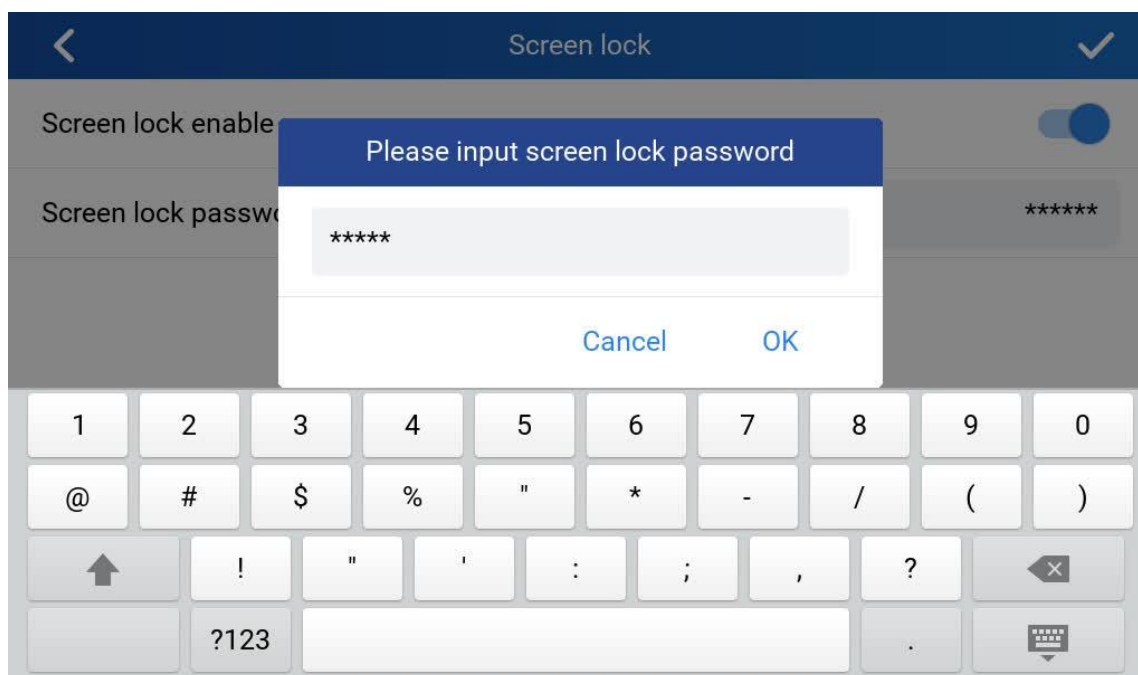 Screen lock
Screen lock enable
Please input screen lock password
Screen lock passwo
******
*****
Cancel OK
1 2 3 4 5 6 7 8 9 0
@ # $ % " * - / ( )
! " ' : ; , ?
?123 .